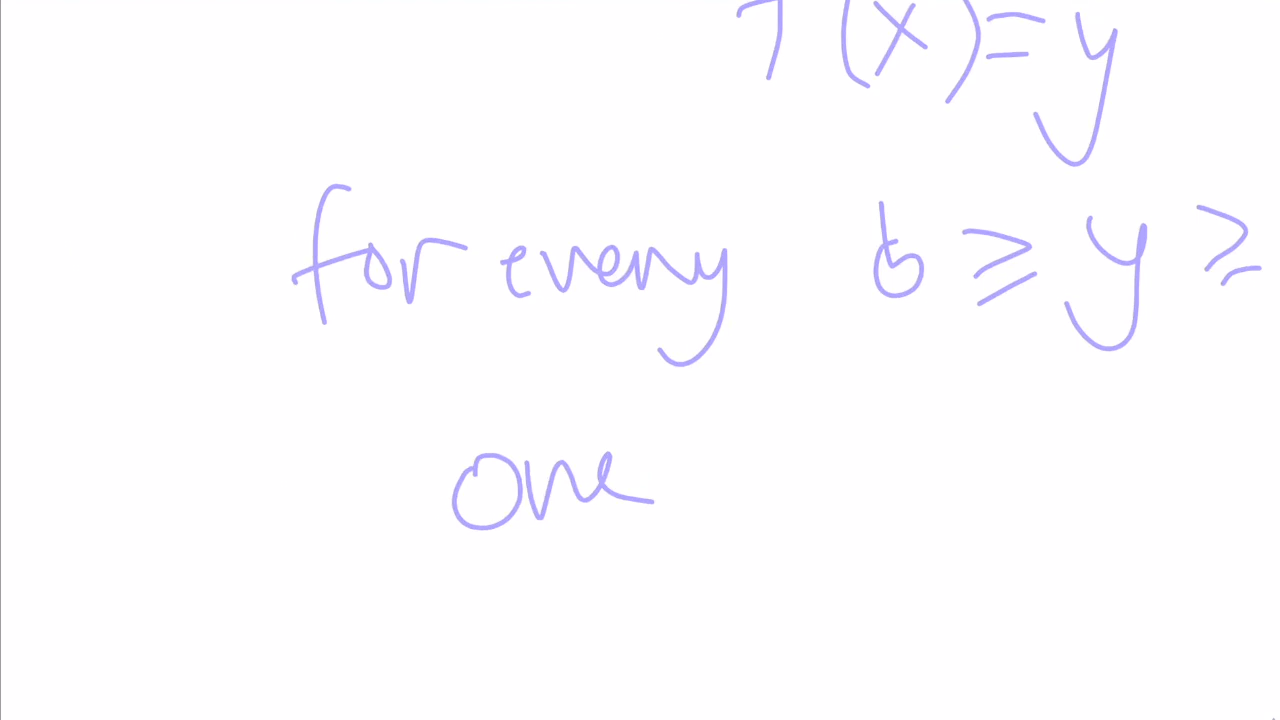 (x) = y
for every b ≥ y ≥
one